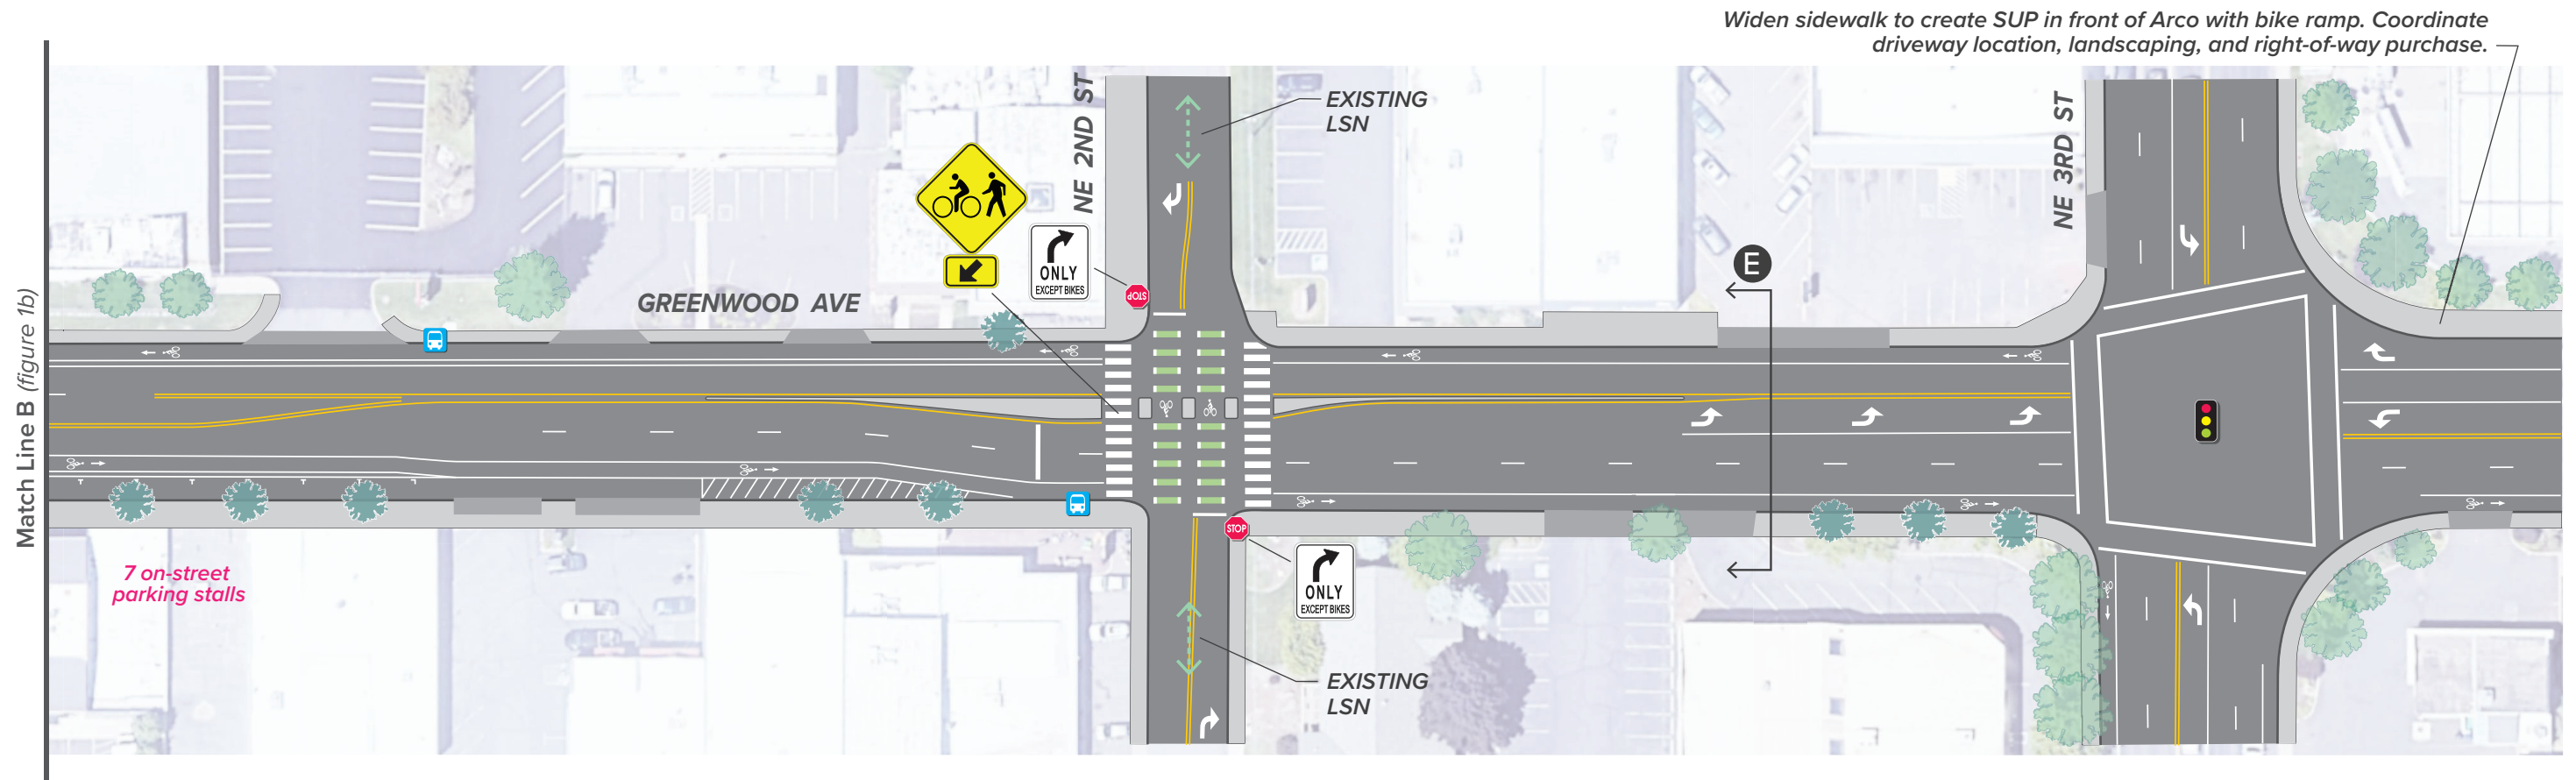 Widen sidewalk to create SUP in front of Arco with bike ramp. Coordinate
driveway location, landscaping, and right-of-way purchase.
Match Line B (figure 1b)
GREENWOOD AVE
NE 2ND ST
ONLY
EXCEPT BIKES
STOP
EXISTING
LSN
E
NE 3RD ST
7 on-street
parking stalls
STOP
ONLY
EXCEPT BIKES
EXISTING
LSN